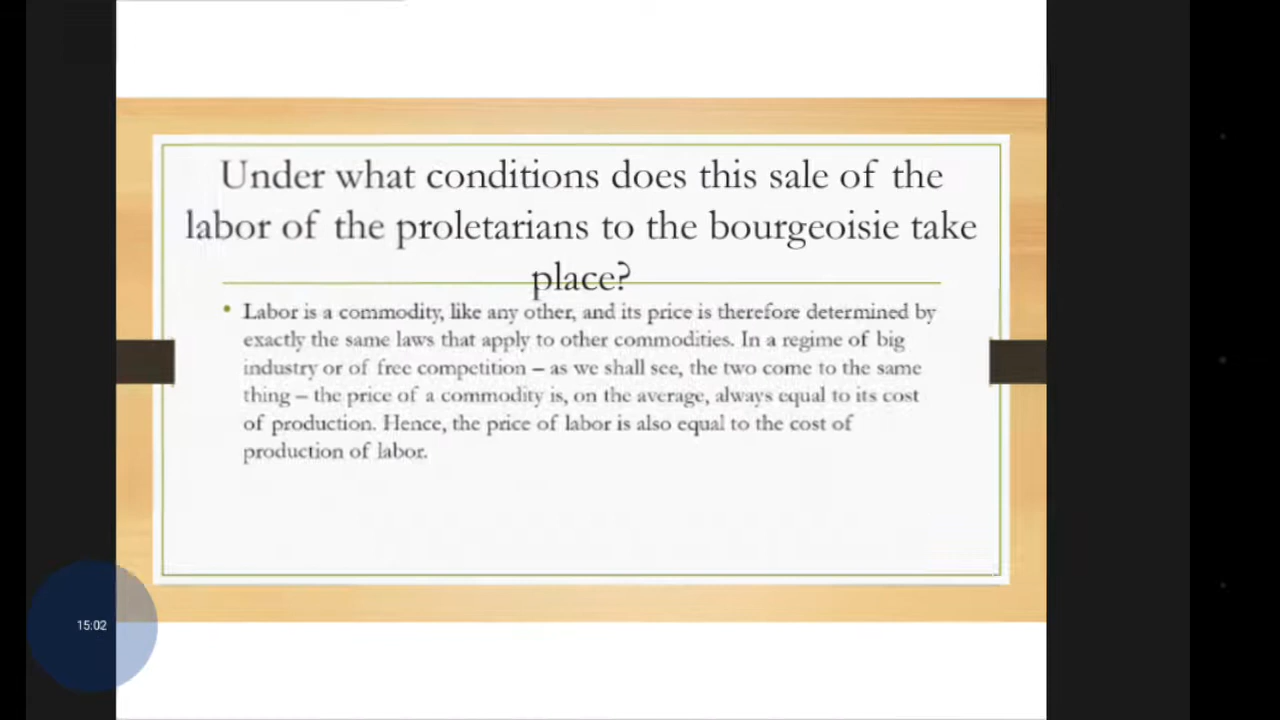 Under what conditions does this sale of the
labor of the proletarians to the bourgeoisie take
place?
• Labor is a commodity, like any other, and its price is therefore determined by
exactly the same laws that apply to other commodities. In a regime of big
industry or of free competition – as we shall see, the two come to the same
thing – the price of a commodity is, on the average, always equal to its cost
of production. Hence, the price of labor is also equal to the cost of
production of labor.
15:02